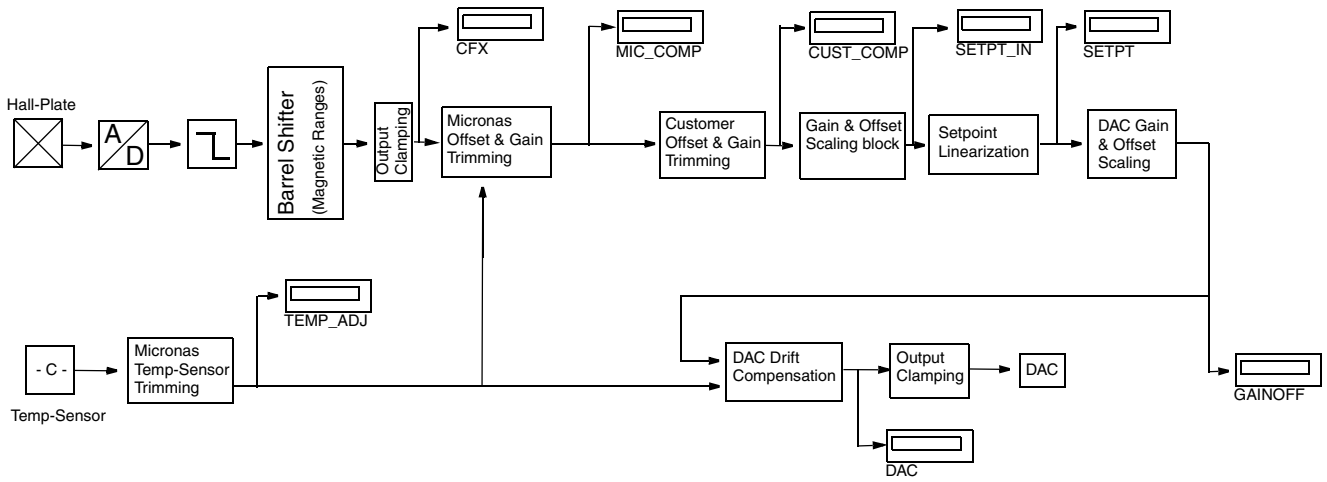 CFX
MIC_COMP
CUST_COMP
SETPT_IN
SETPT
Hall-Plate
A
D
Barrel Shifter
(Magnetic Ranges)
Output
Clamping
Micronas
Offset & Gain
Trimming
Customer
Offset & Gain
Trimming
Gain & Offset
Scaling block
Setpoint
Linearization
DAC Gain
& Offset
Scaling
TEMP_ADJ
- C -
Temp-Sensor
Micronas
Temp-Sensor
Trimming
DAC Drift
Compensation
Output
Clamping
DAC
GAINOFF
DAC